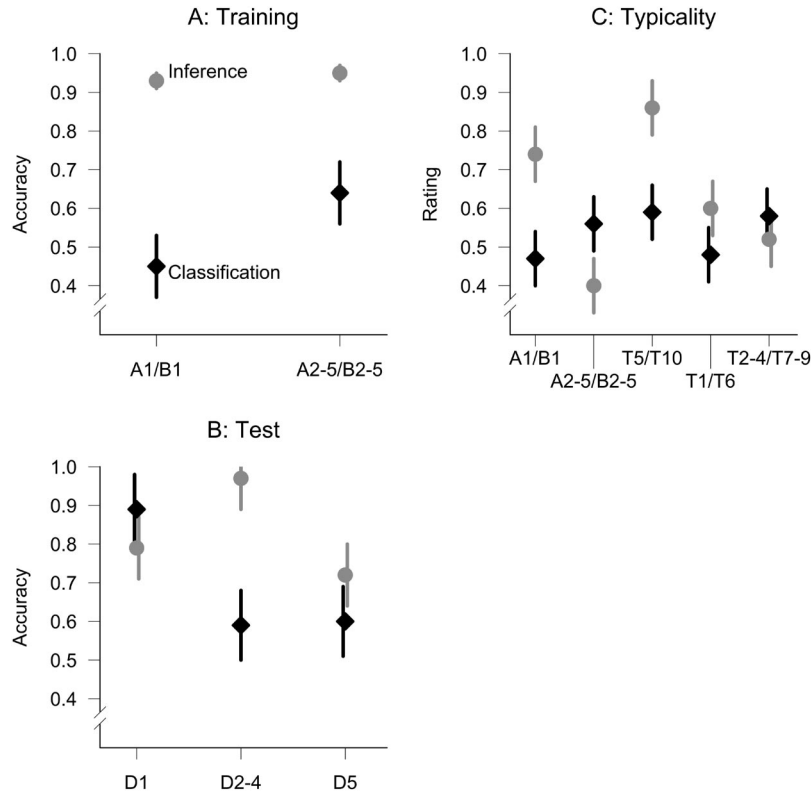 A: Training
1.0
0.9
0.8
0.7
0.6
0.5
0.4
Accuracy
Inference
Classification
A1/B1
A2-5/B2-5
C: Typicality
1.0
0.9
0.8
0.7
0.6
0.5
0.4
Rating
A1/B1
T5/T10
T2-4/T7-9
A2-5/B2-5
T1/T6
B: Test
1.0
0.9
0.8
0.7
0.6
0.5
0.4
Accuracy
D1
D2-4
D5